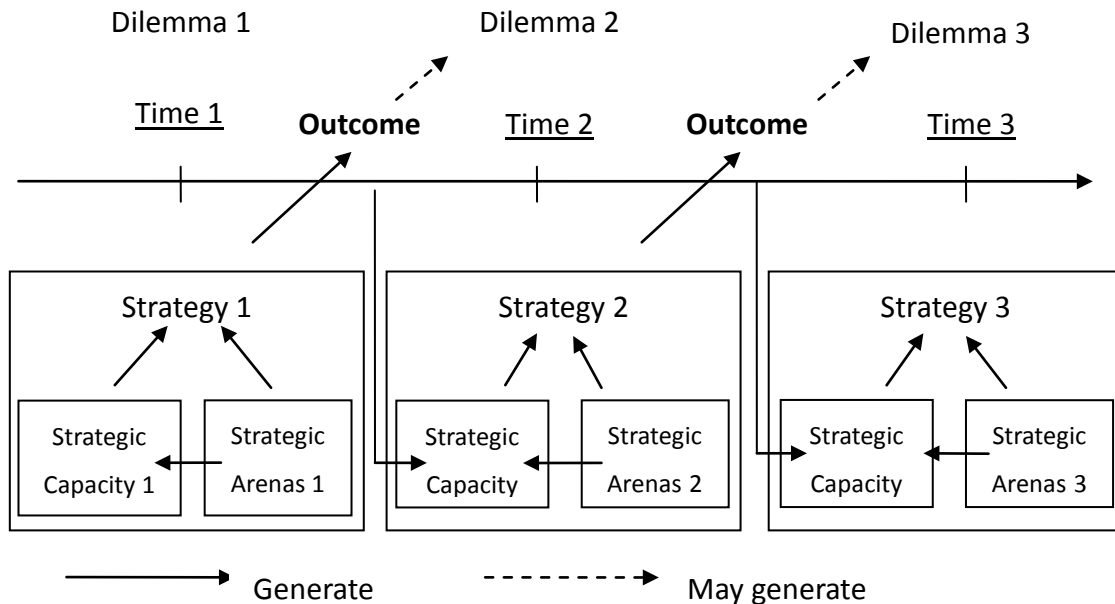 Dilemma 1
Dilemma 2
Dilemma 3
Time 1
Outcome
Time 2
Outcome
Time 3
Strategy 1
Strategy 2
Strategy 3
Strategic
Capacity 1
Strategic
Arenas 1
Strategic
Capacity
Strategic
Arenas 2
Strategic
Capacity
Strategic
Arenas 3
Generate
May generate